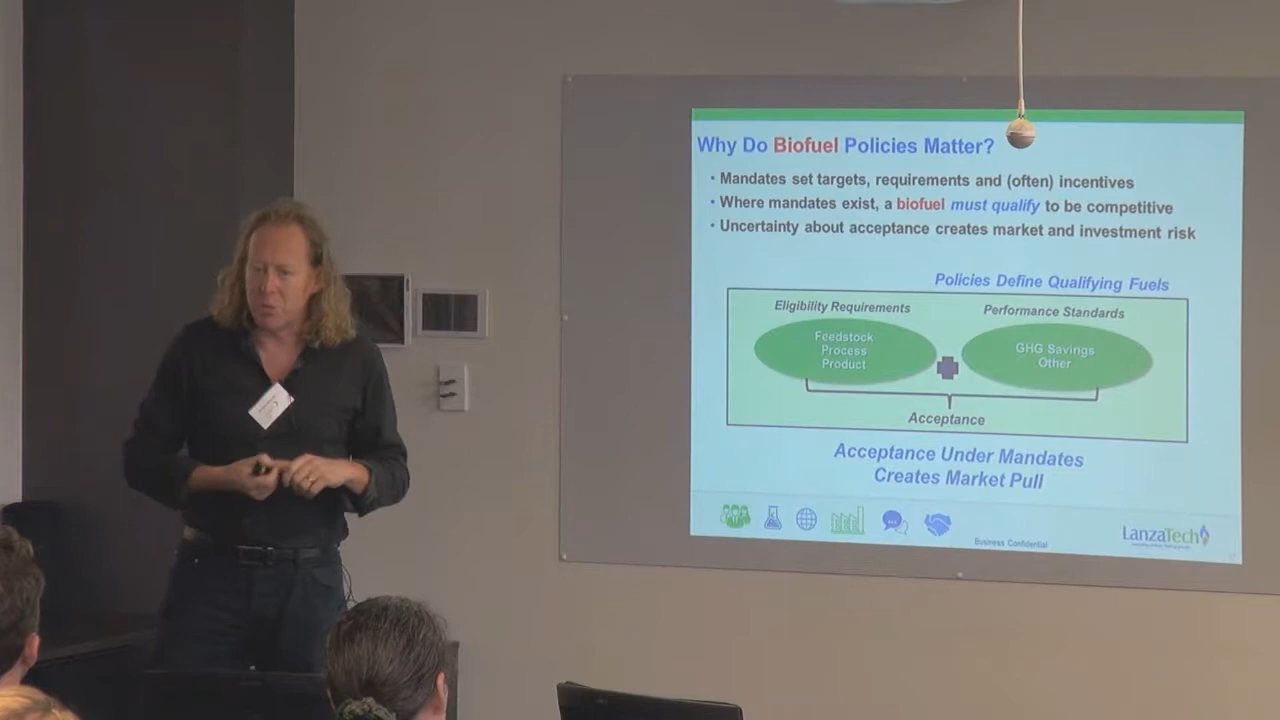 Why Do Biofuel Policies Matter?
• Mandates set targets, requirements and (often) incentives
• Where mandates exist, a biofuel must qualify to be competitive
• Uncertainty about acceptance creates market and investment risk
Policies Define Qualifying Fuels
Eligibility Requirements
Performance Standards
Feedstock
Process
Product
GHG Savings
Other
Acceptance
Acceptance Under Mandates
Creates Market Pull
Business Confidential
LanzaTech